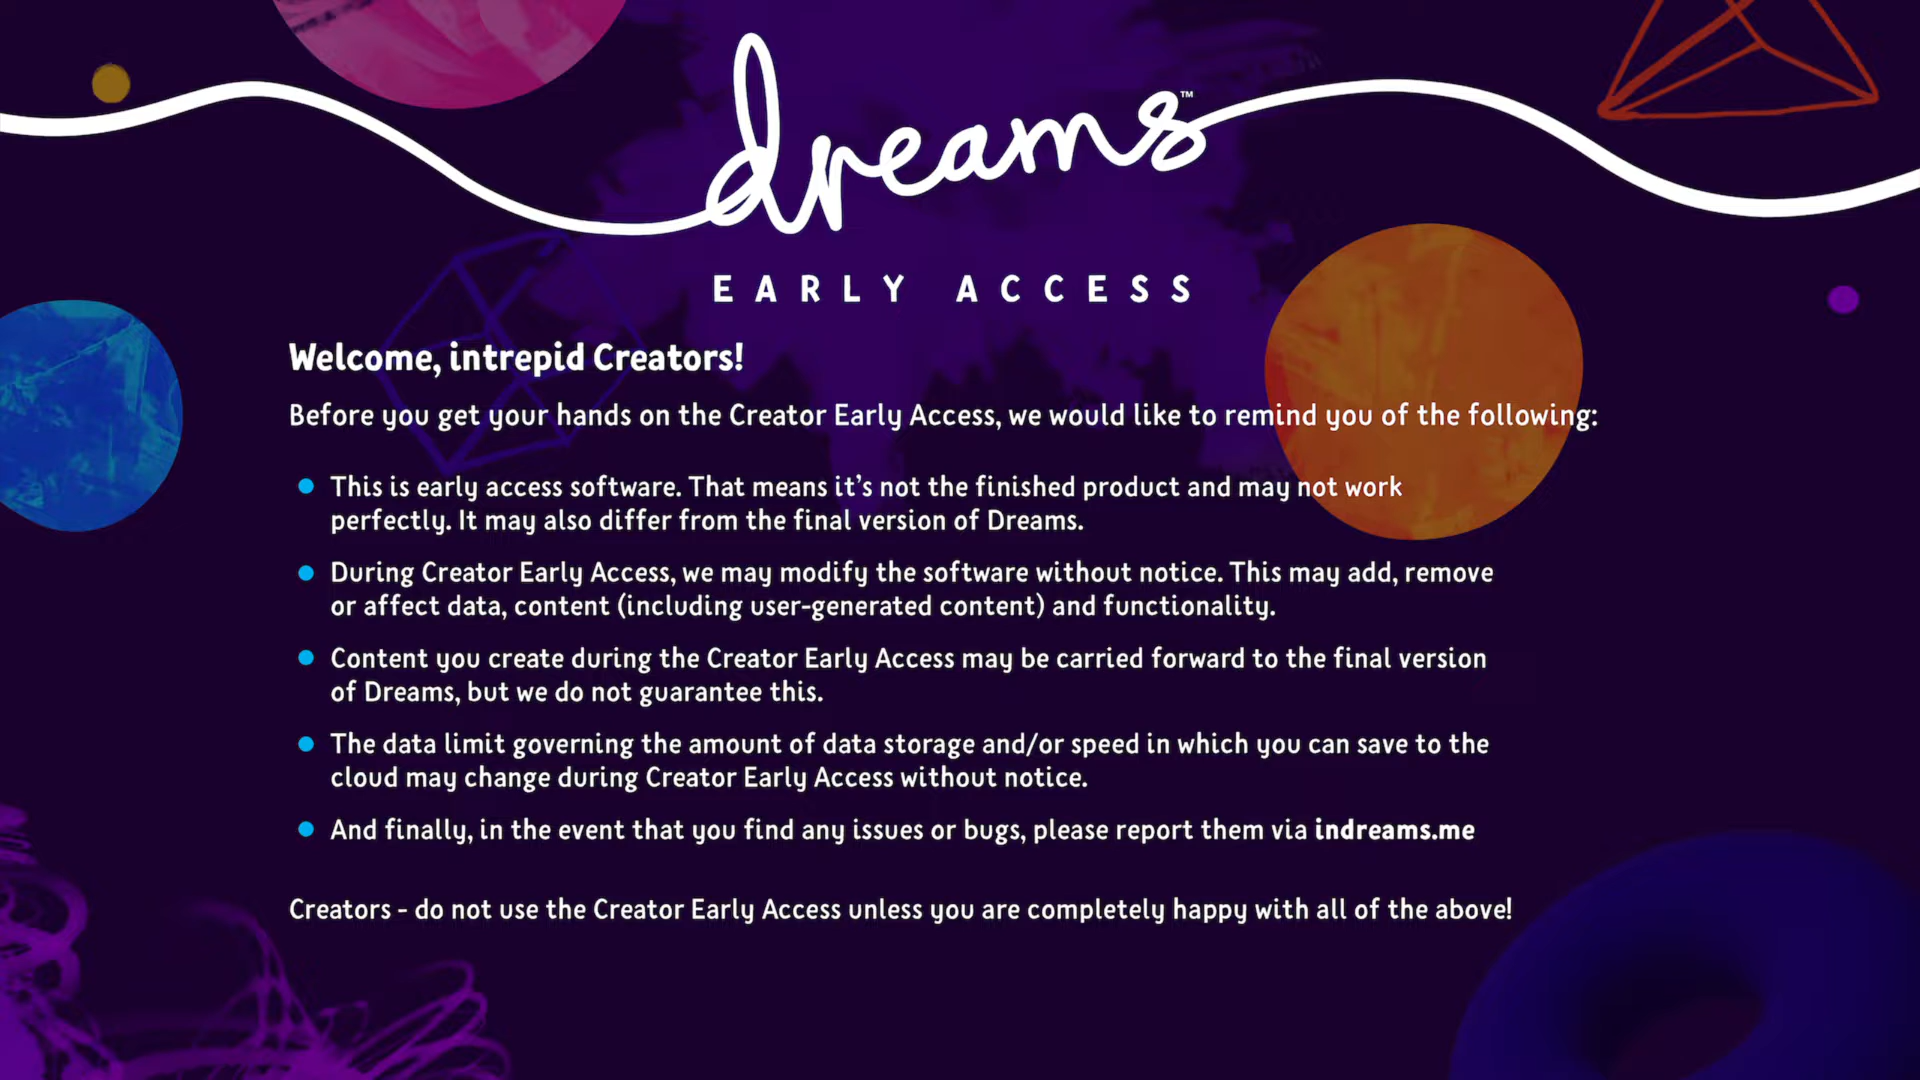 dreams™
EARLY ACCESS
Welcome, intrepid Creators!
Before you get your hands on the Creator Early Access, we would like to remind you of the following:
This is early access software. That means it's not the finished product and may not work
perfectly. It may also differ from the final version of Dreams.
During Creator Early Access, we may modify the software without notice. This may add, remove
or affect data, content (including user-generated content) and functionality.
Content you create during the Creator Early Access may be carried forward to the final version
of Dreams, but we do not guarantee this.
The data limit governing the amount of data storage and/or speed in which you can save to the
cloud may change during Creator Early Access without notice.
And finally, in the event that you find any issues or bugs, please report them via indreams.me
Creators - do not use the Creator Early Access unless you are completely happy with all of the above!